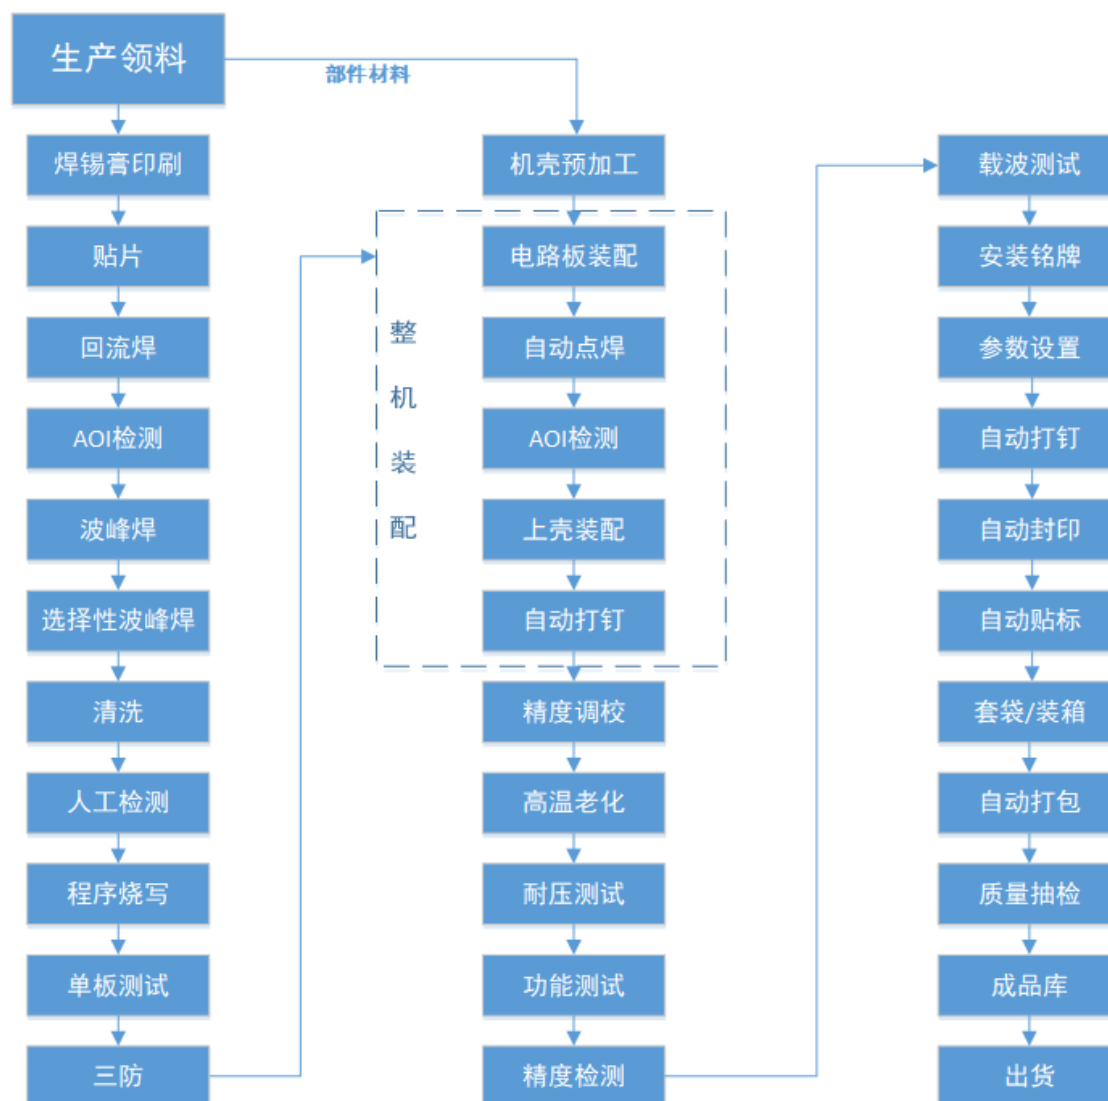 生产领料
部件材料
焊锡膏印刷
贴片
回流焊
AOI检测
波峰焊
选择性波峰焊
清洗
人工检测
程序烧写
单板测试
三防
机壳预加工
整
机
装
配
电路板装配
自动点焊
AOI检测
上壳装配
自动打钉
精度调校
高温老化
耐压测试
功能测试
精度检测
载波测试
安装铭牌
参数设置
自动打钉
自动封印
自动贴标
套袋/装箱
自动打包
质量抽检
成品库
出货